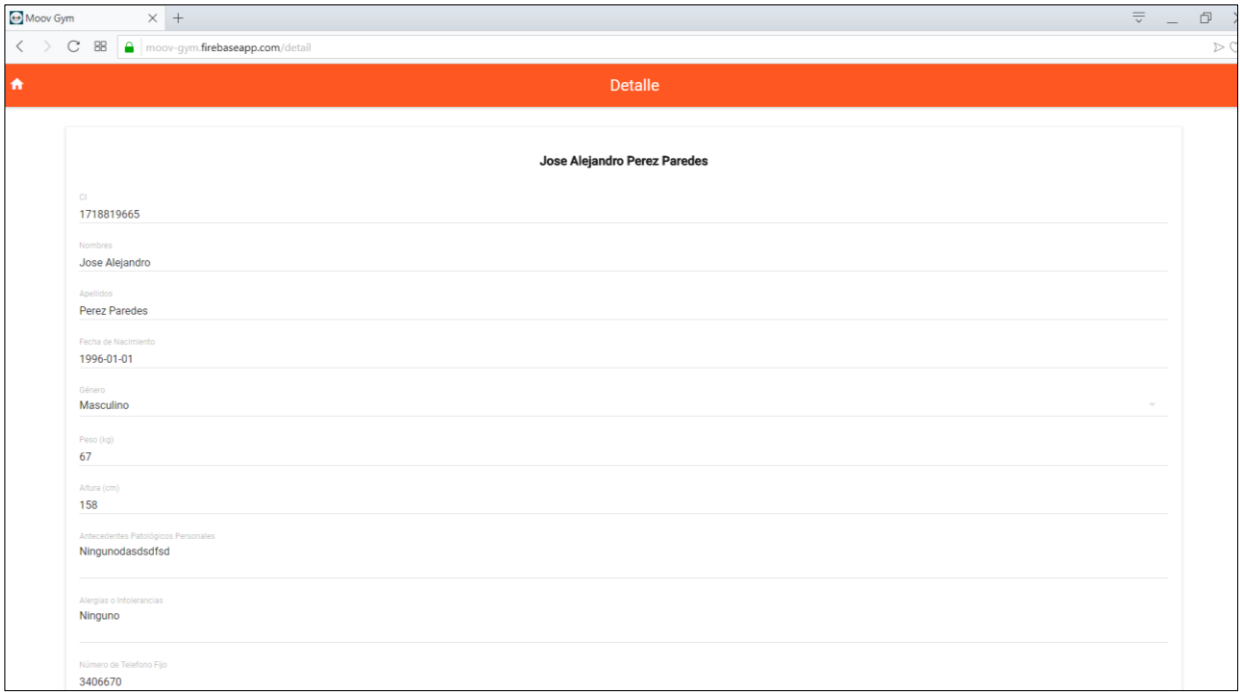 Moov Gym
moov-gym.firebaseapp.com/detail
Detalle
Jose Alejandro Perez Paredes
CI
1718819665
Nombres
Jose Alejandro
Apellidos
Perez Paredes
Fecha de Nacimiento
1996-01-01
Género
Masculino
Peso (kg)
67
Altura (cm)
158
Antecedentes Patológicos Personales
Ningunodasdsdfsd
Alergias o Intolerancias
Ninguno
Número de Telefono Fijo
3406670